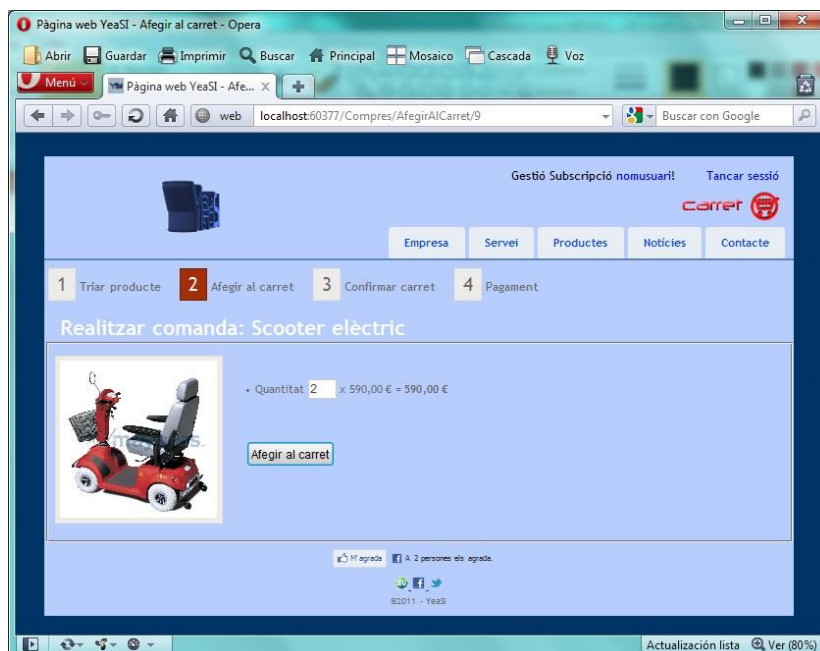 Pàgina web YeaSI - Afegir al carret - Opera
Abrir Guardar Imprimir Buscar Principal Mosaico Cascada Voz
Menú Pàgina web YeaSI - Afe...
web localhost:60377/Compres/AfegirAlCarret/9 Buscar con Google
Gestió Subscripció nomusuari! Tancar sessió
carret
Empresa Servei Productes Notícies Contacte
1 Triar producte 2 Afegir al carret 3 Confirmar carret 4 Pagament
Realitzar comanda: Scooter elèctric
• Quantitat 2 x 590,00 € = 590,00 €
Afegir al carret
M'agrada A 2 persones els agrada.
©2011 - YeaSI
Actualización lista Ver (80%)